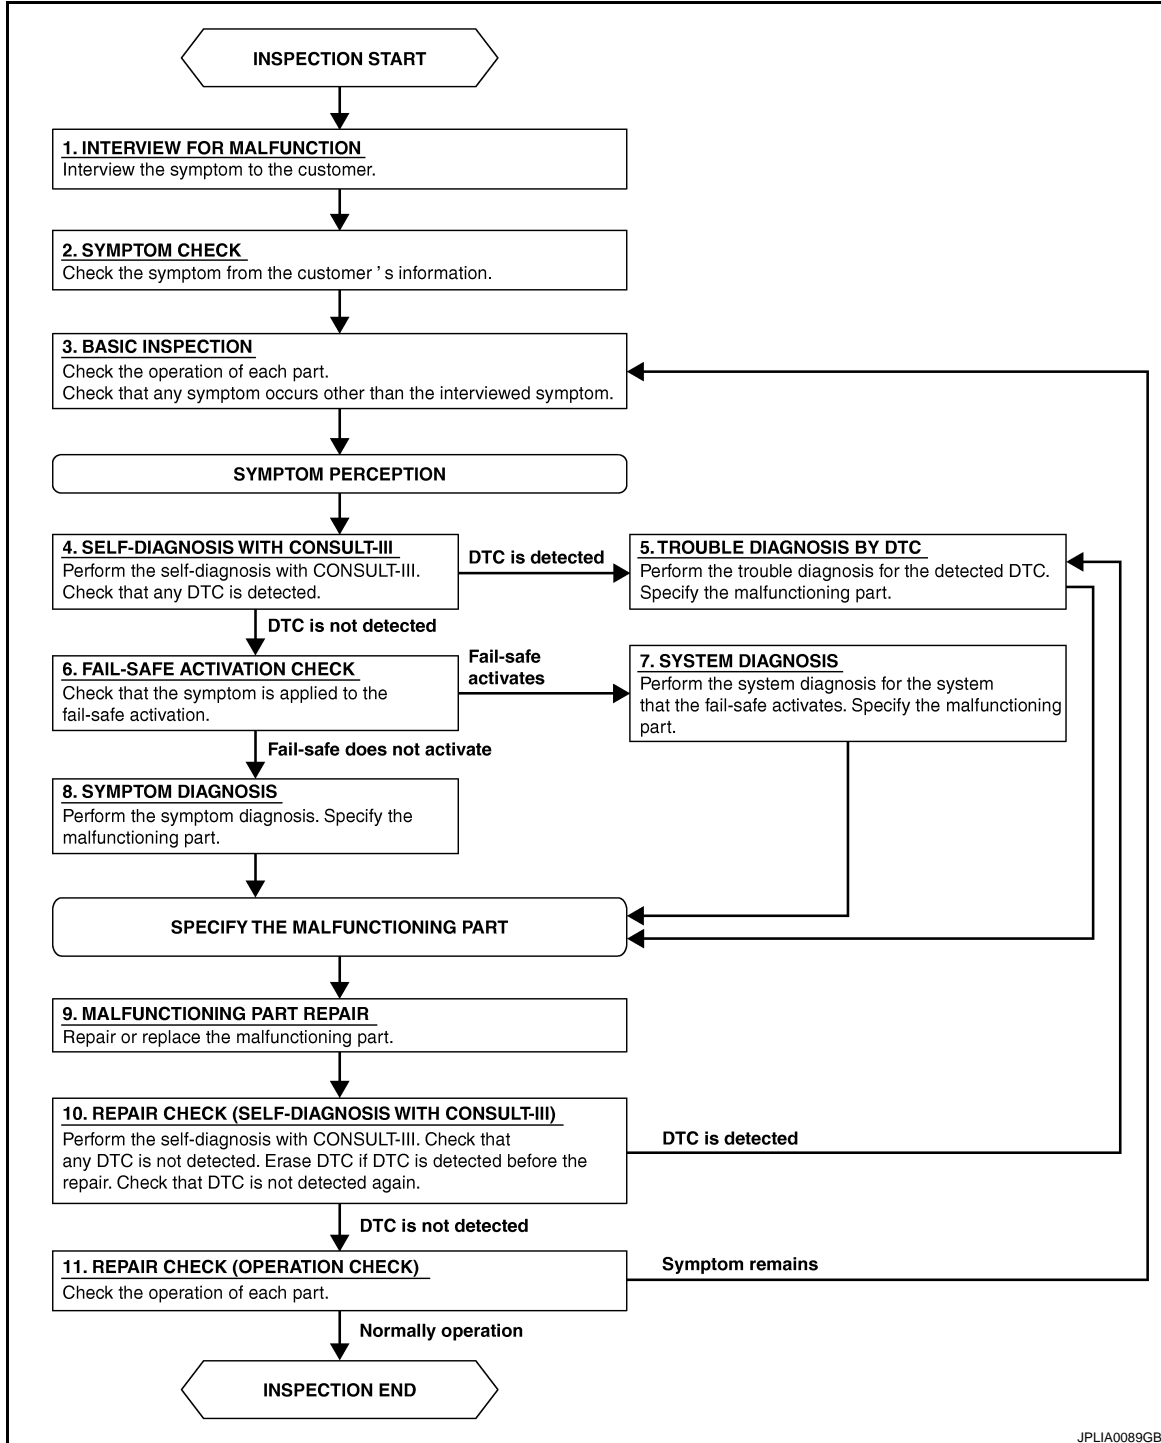 INSPECTION START
1. INTERVIEW FOR MALFUNCTION
Interview the symptom to the customer.
2. SYMPTOM CHECK
Check the symptom from the customer ’ s information.
3. BASIC INSPECTION
Check the operation of each part.
Check that any symptom occurs other than the interviewed symptom.
SYMPTOM PERCEPTION
4. SELF-DIAGNOSIS WITH CONSULT-III
Perform the self-diagnosis with CONSULT-III.
Check that any DTC is detected.
DTC is detected
5. TROUBLE DIAGNOSIS BY DTC
Perform the trouble diagnosis for the detected DTC.
Specify the malfunctioning part.
DTC is not detected
6. FAIL-SAFE ACTIVATION CHECK
Check that the symptom is applied to the
fail-safe activation.
Fail-safe
activates
7. SYSTEM DIAGNOSIS
Perform the system diagnosis for the system
that the fail-safe activates. Specify the malfunctioning
part.
Fail-safe does not activate
8. SYMPTOM DIAGNOSIS
Perform the symptom diagnosis. Specify the
malfunctioning part.
SPECIFY THE MALFUNCTIONING PART
9. MALFUNCTIONING PART REPAIR
Repair or replace the malfunctioning part.
10. REPAIR CHECK (SELF-DIAGNOSIS WITH CONSULT-III)
Perform the self-diagnosis with CONSULT-III. Check that
any DTC is not detected. Erase DTC if DTC is detected before the
repair. Check that DTC is not detected again.
DTC is detected
DTC is not detected
11. REPAIR CHECK (OPERATION CHECK)
Check the operation of each part.
Symptom remains
Normally operation
INSPECTION END
JPLIA0089GB